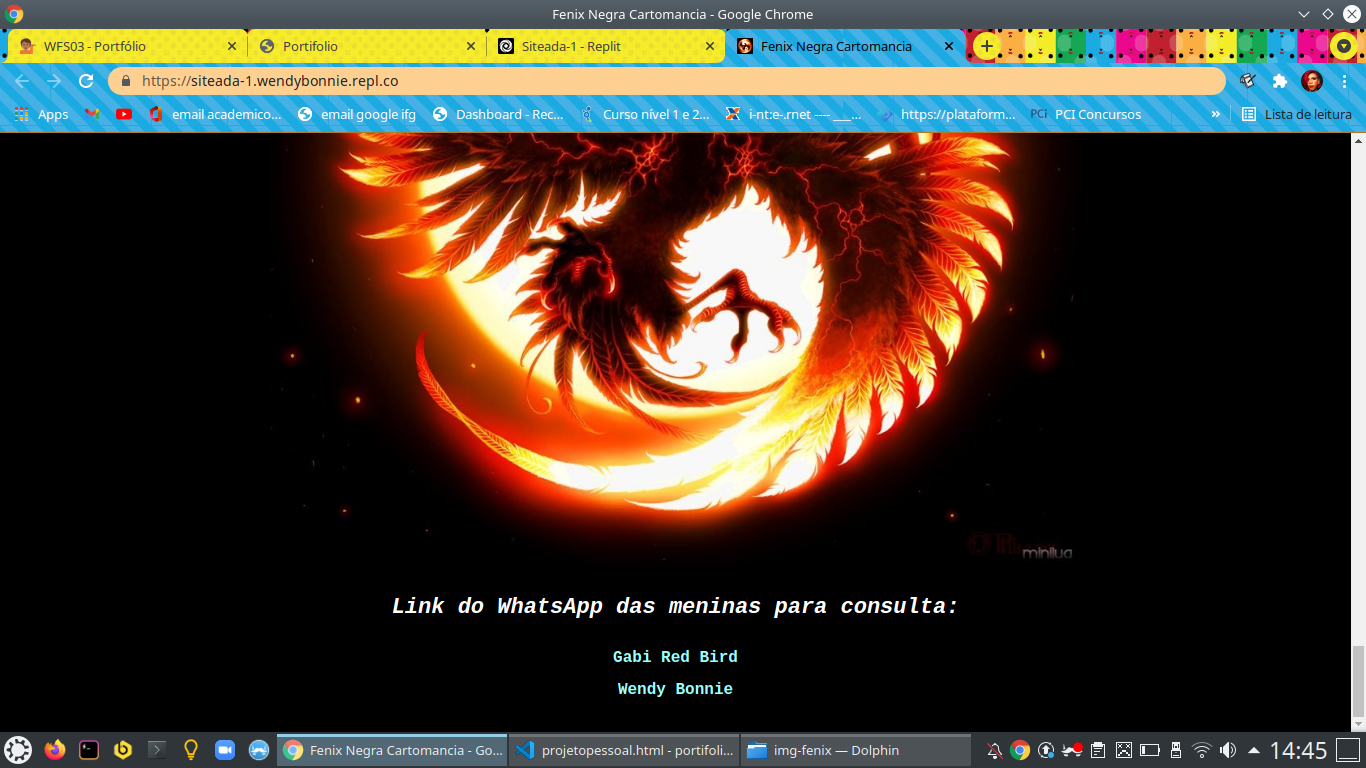 Fenix Negra Cartomancia - Google Chrome
WFS03 - Portfólio
Portifolio
Siteada-1 - Replit
Fenix Negra Cartomancia
https://siteada-1.wendybonnie.repl.co
Apps
email academico...
email google ifg
Dashboard - Rec...
Curso nível 1 e 2...
i-nt:e-.rnet ---- ___...
https://plataform...
PCi PCI Concursos
»
Lista de leitura
minilua
Link do WhatsApp das meninas para consulta:
Gabi Red Bird
Wendy Bonnie
Fenix Negra Cartomancia - Go...
projetopessoal.html - portifoli...
img-fenix — Dolphin
14:45